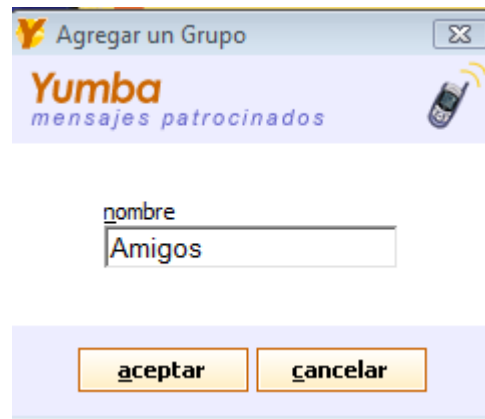 Agregar un Grupo
Yumba
mensajes patrocinados
nombre
Amigos
aceptar cancelar